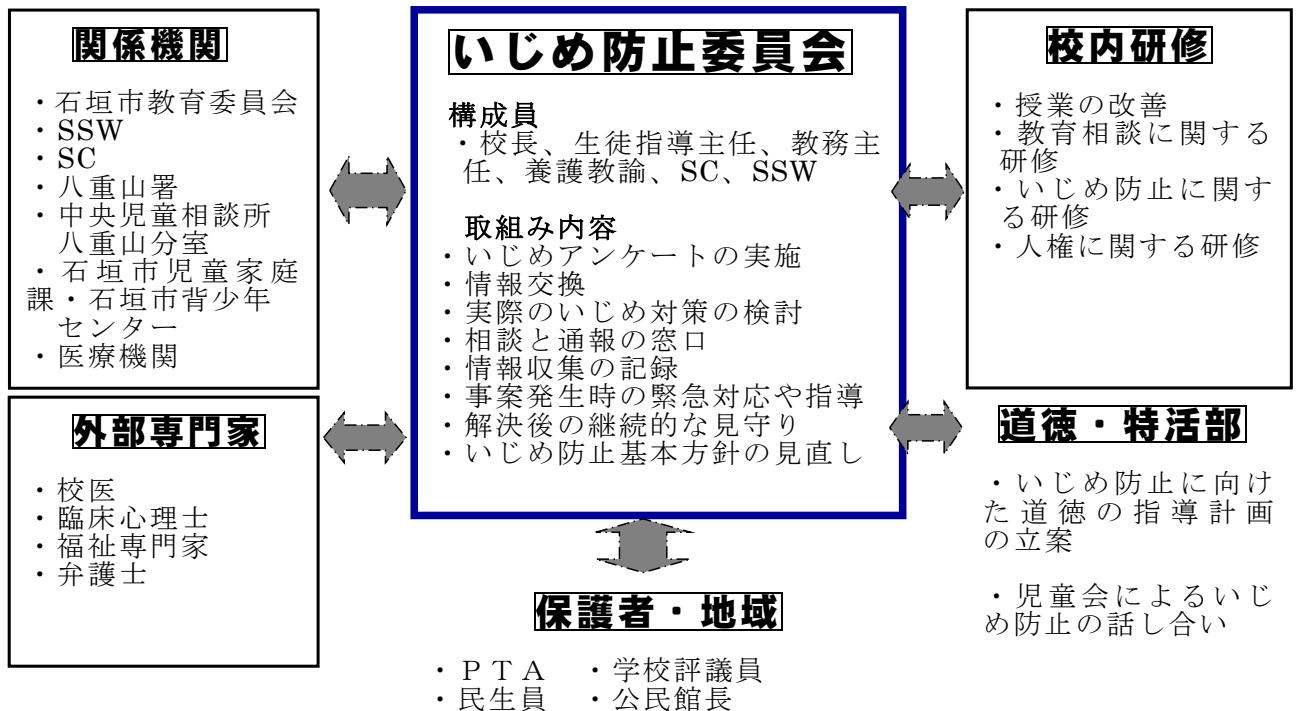 関係機関
・石垣市教育委員会
・SSW
・SC
・八重山署
・中央児童相談所
八重山分室
・石垣市児童家庭
課・石垣市背少年
センター
・医療機関
外部専門家
・校医
・臨床心理士
・福祉専門家
・弁護士
いじめ防止委員会
構成員
・校長、生徒指導主任、教務主
任、養護教諭、SC、SSW
取組み内容
・いじめアンケートの実施
・情報交換
・実際のいじめ対策の検討
・相談と通報の窓口
・情報収集の記録
・事案発生時の緊急対応や指導
・解決後の継続的な見守り
・いじめ防止基本方針の見直し
校内研修
・授業の改善
・教育相談に関する
研修
・いじめ防止に関す
る研修
・人権に関する研修
道徳・特活部
・いじめ防止に向け
た道徳の指導計画
の立案
・児童会によるいじ
め防止の話し合い
保護者・地域
・ＰＴＡ ・学校評議員
・民生員 ・公民館長